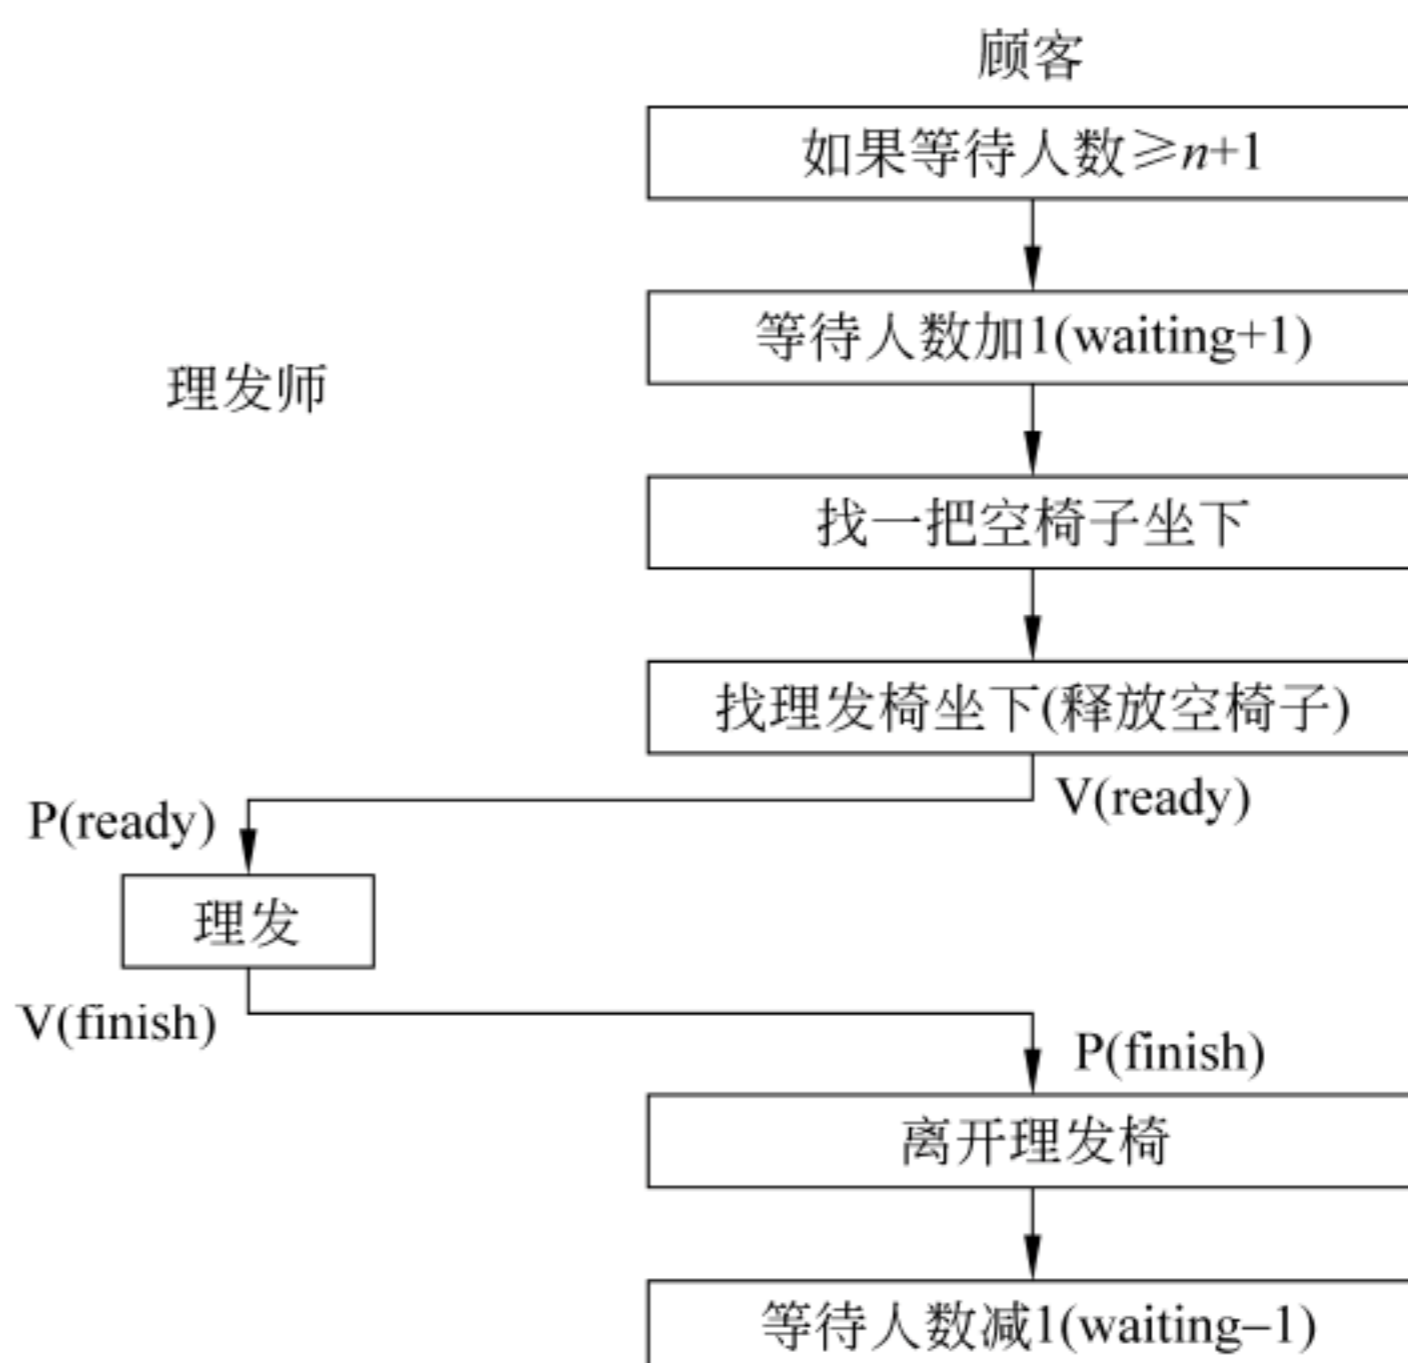 顾客
如果等待人数≥n+1
等待人数加1(waiting+1)
理发师
找一把空椅子坐下
找理发椅坐下(释放空椅子)
V(ready)
P(ready)
理发
V(finish)
P(finish)
离开理发椅
等待人数减1(waiting–1)